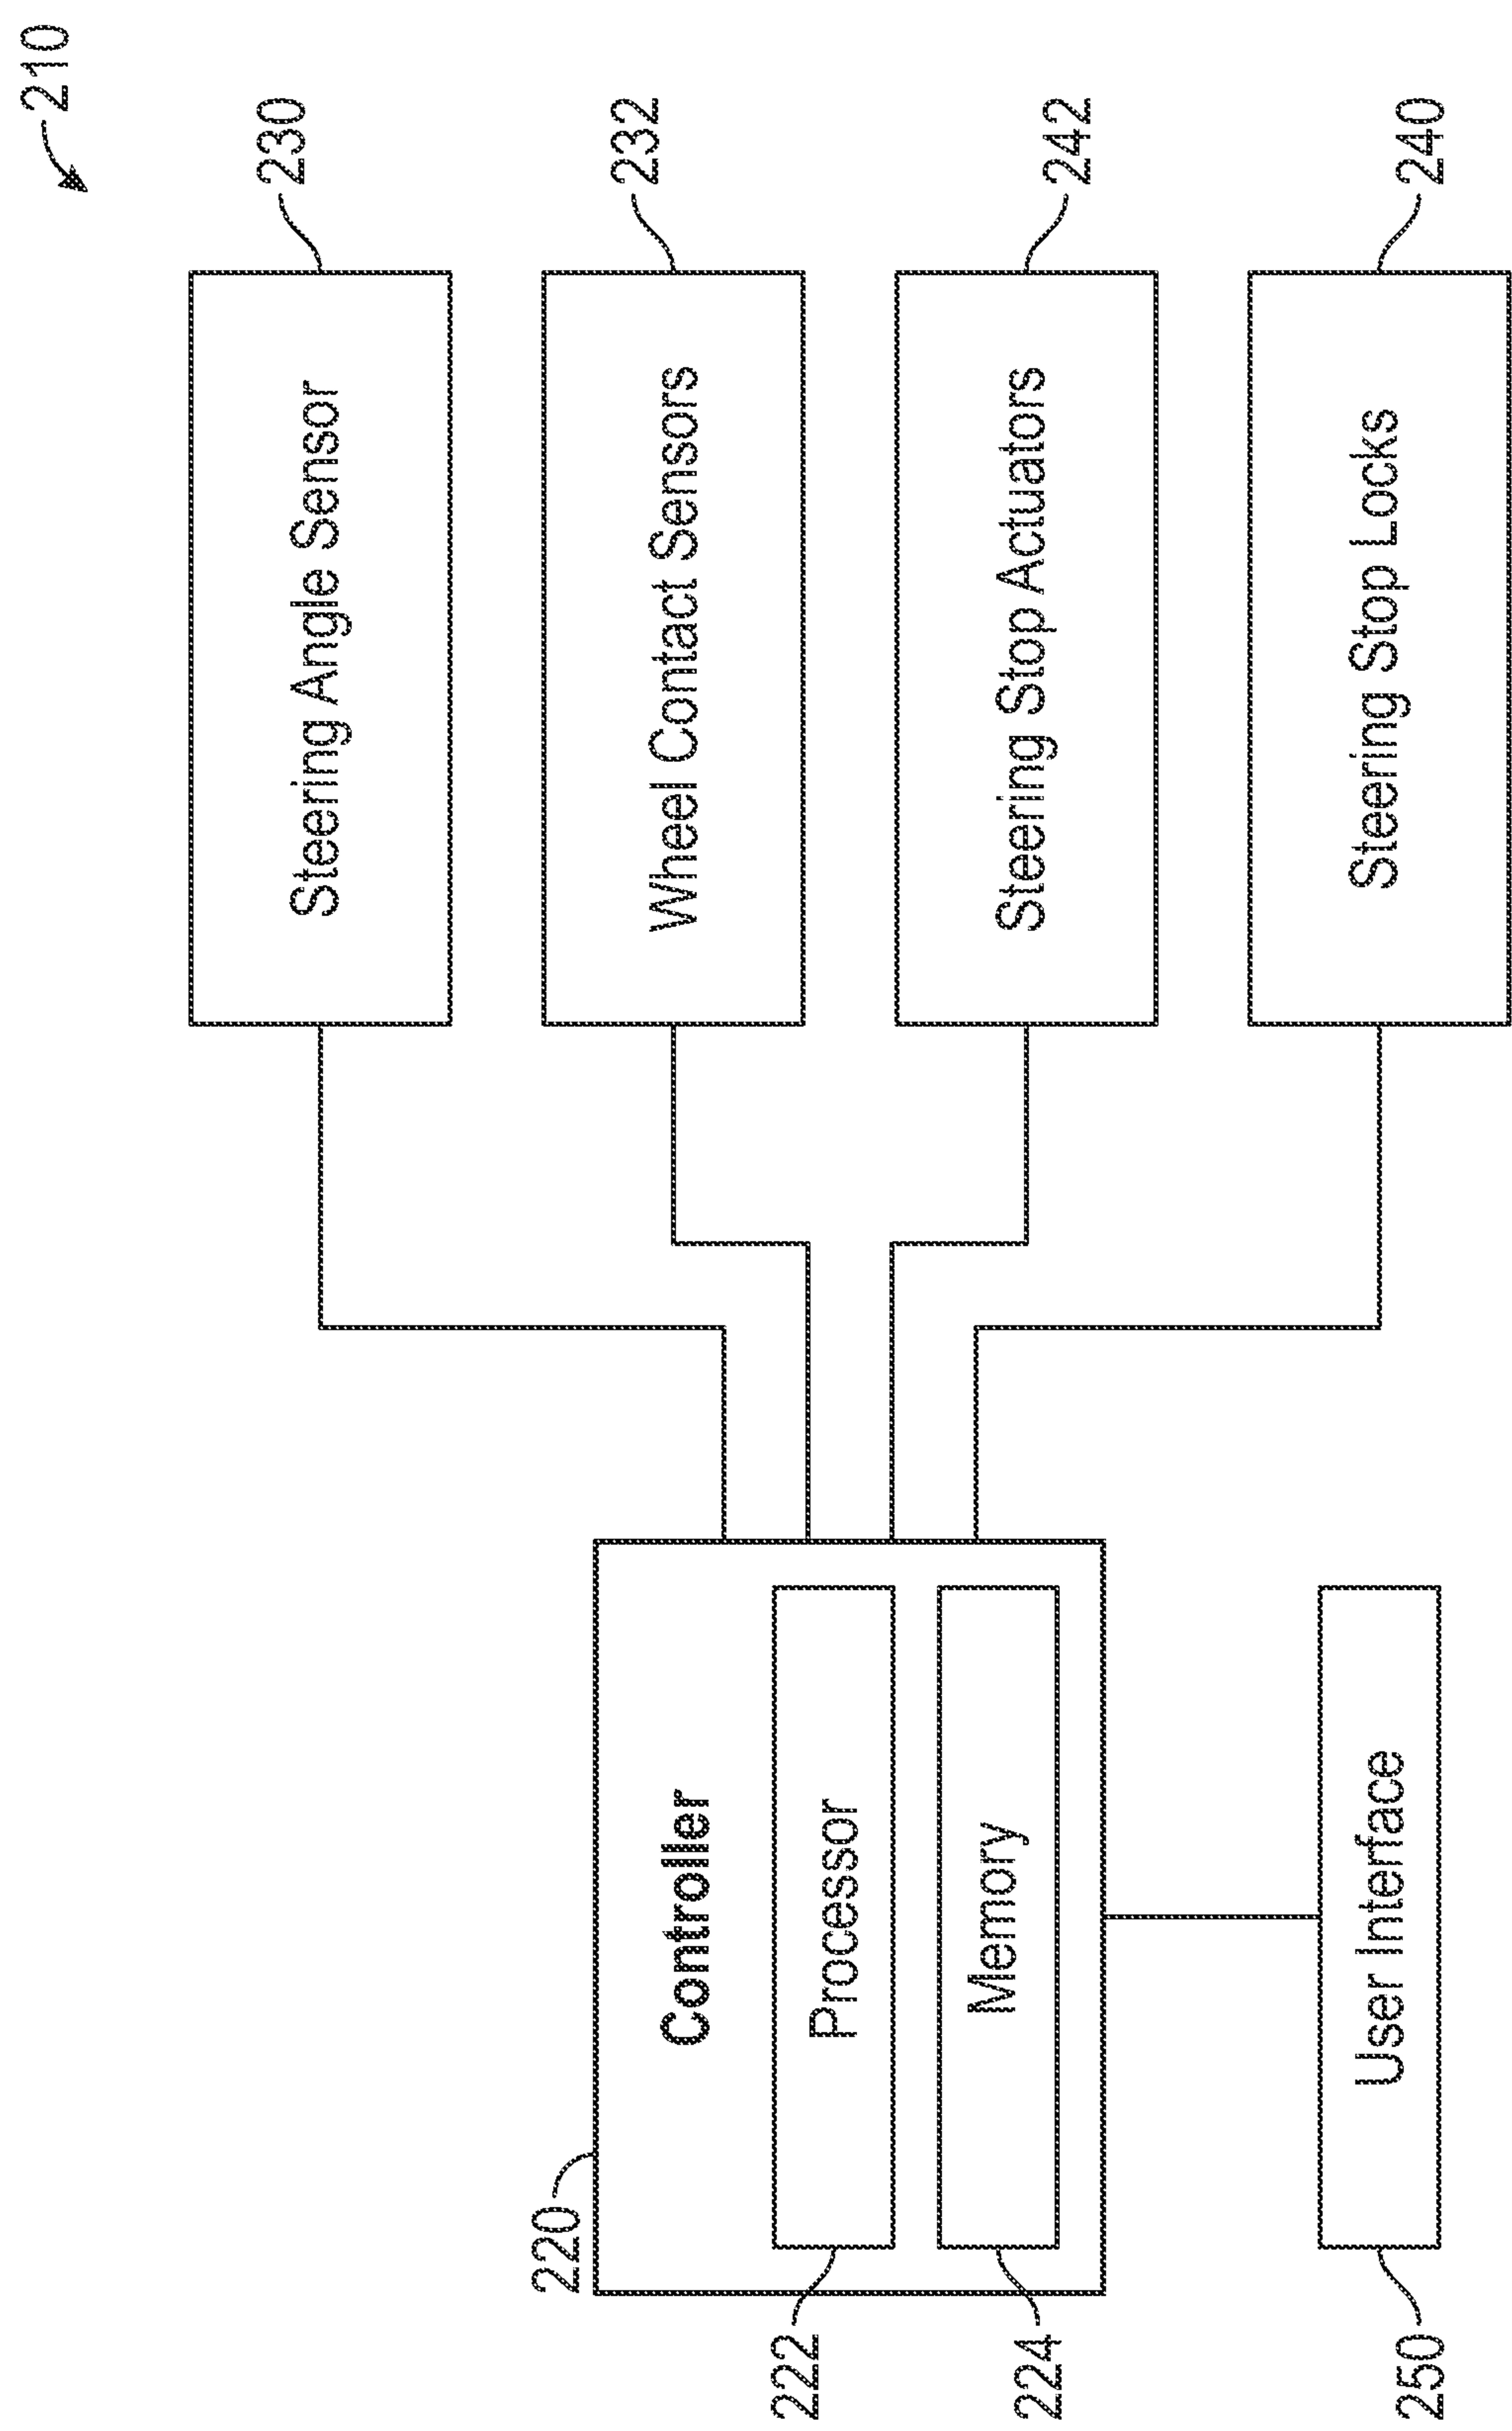 210
220
Controller
222
Processor
224
Memory
250
User Interface
Steering Angle Sensor
230
Wheel Contact Sensors
232
Steering Stop Actuators
242
Steering Stop Locks
240